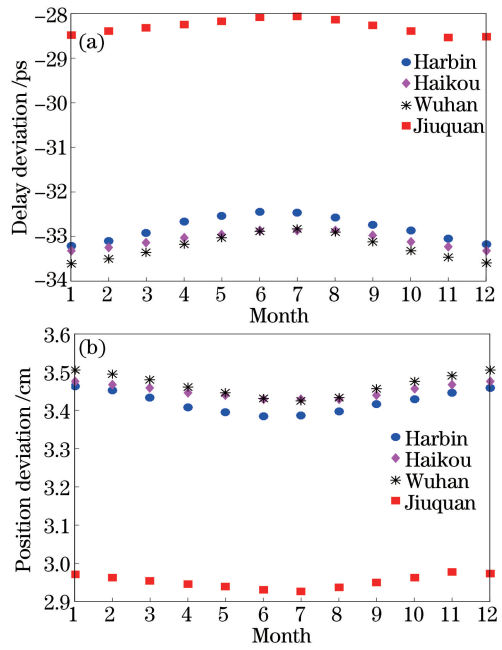 (a)
Delay deviation /ps
-28
-29
-30
-31
-32
-33
-34
Harbin
Haikou
Wuhan
Jiuquan
1 2 3 4 5 6 7 8 9 10 11 12
Month
(b)
Position deviation /cm
3.6
3.5
3.4
3.3
3.2
3.1
3.0
2.9
Harbin
Haikou
Wuhan
Jiuquan
1 2 3 4 5 6 7 8 9 10 11 12
Month